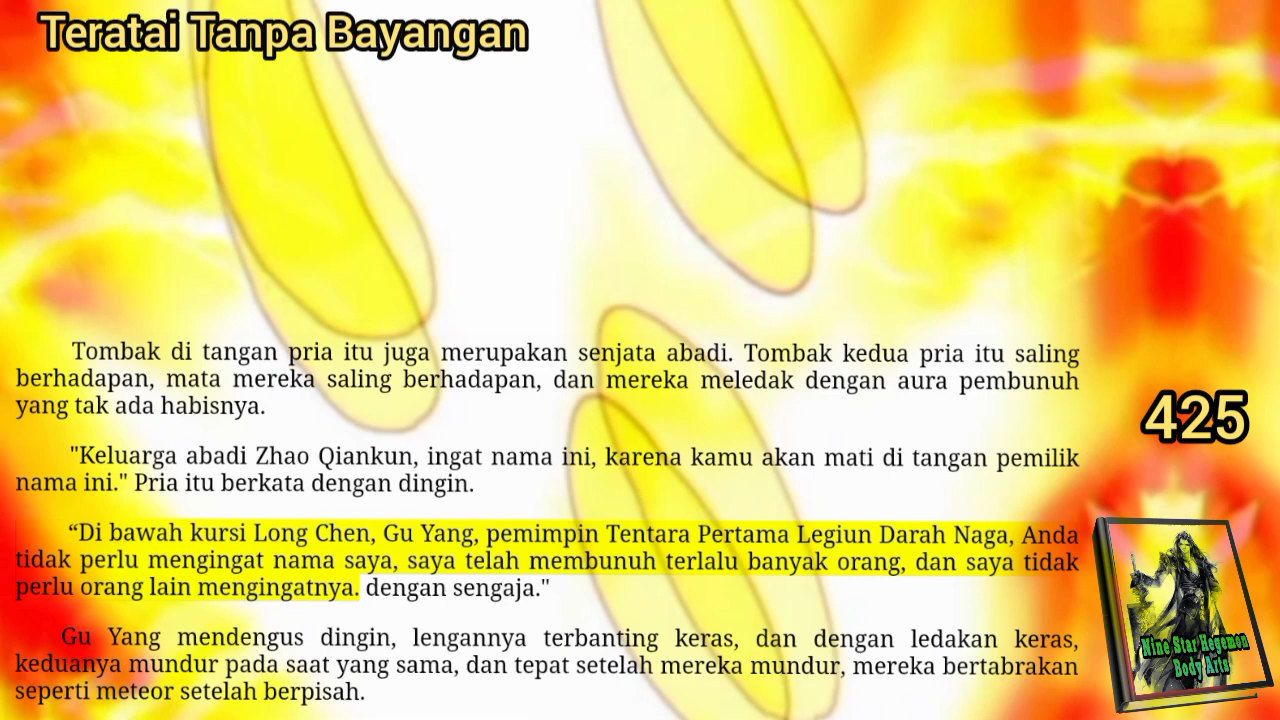 Teratai Tanpa Bayangan
Tombak di tangan pria itu juga merupakan senjata abadi. Tombak kedua pria itu saling
berhadapan, mata mereka saling berhadapan, dan mereka meledak dengan aura pembunuh
yang tak ada habisnya.
"Keluarga abadi Zhao Qiankun, ingat nama ini, karena kamu akan mati di tangan pemilik
nama ini." Pria itu berkata dengan dingin.
“Di bawah kursi Long Chen, Gu Yang, pemimpin Tentara Pertama Legiun Darah Naga, Anda
tidak perlu mengingat nama saya, saya telah membunuh terlalu banyak orang, dan saya tidak
perlu orang lain mengingatnya. dengan sengaja."
Gu Yang mendengus dingin, lengannya terbanting keras, dan dengan ledakan keras,
keduanya mundur pada saat yang sama, dan tepat setelah mereka mundur, mereka bertabrakan
seperti meteor setelah berpisah.
425
Nine Star Hegemon
Body Arts